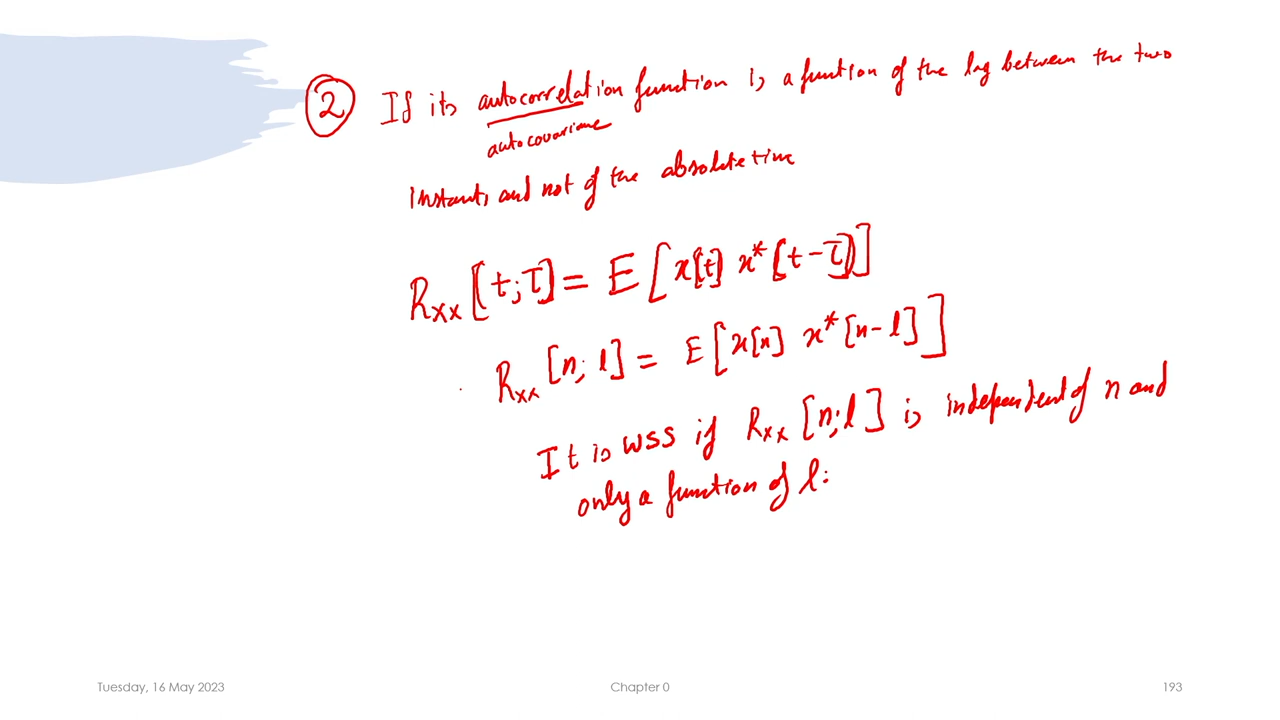 2 If its autocorrelation function is a function of the lag between the two
autocovariance
instants and not of the absolute time
Rxx[t;τ] = E[x[t] x*[t-τ]]
Rxx[n; l] = E[x[n] x*[n-l]]
It is WSS if Rxx[n;l] is independent of n and
only a function of l.
Tuesday, 16 May 2023 Chapter 0 193